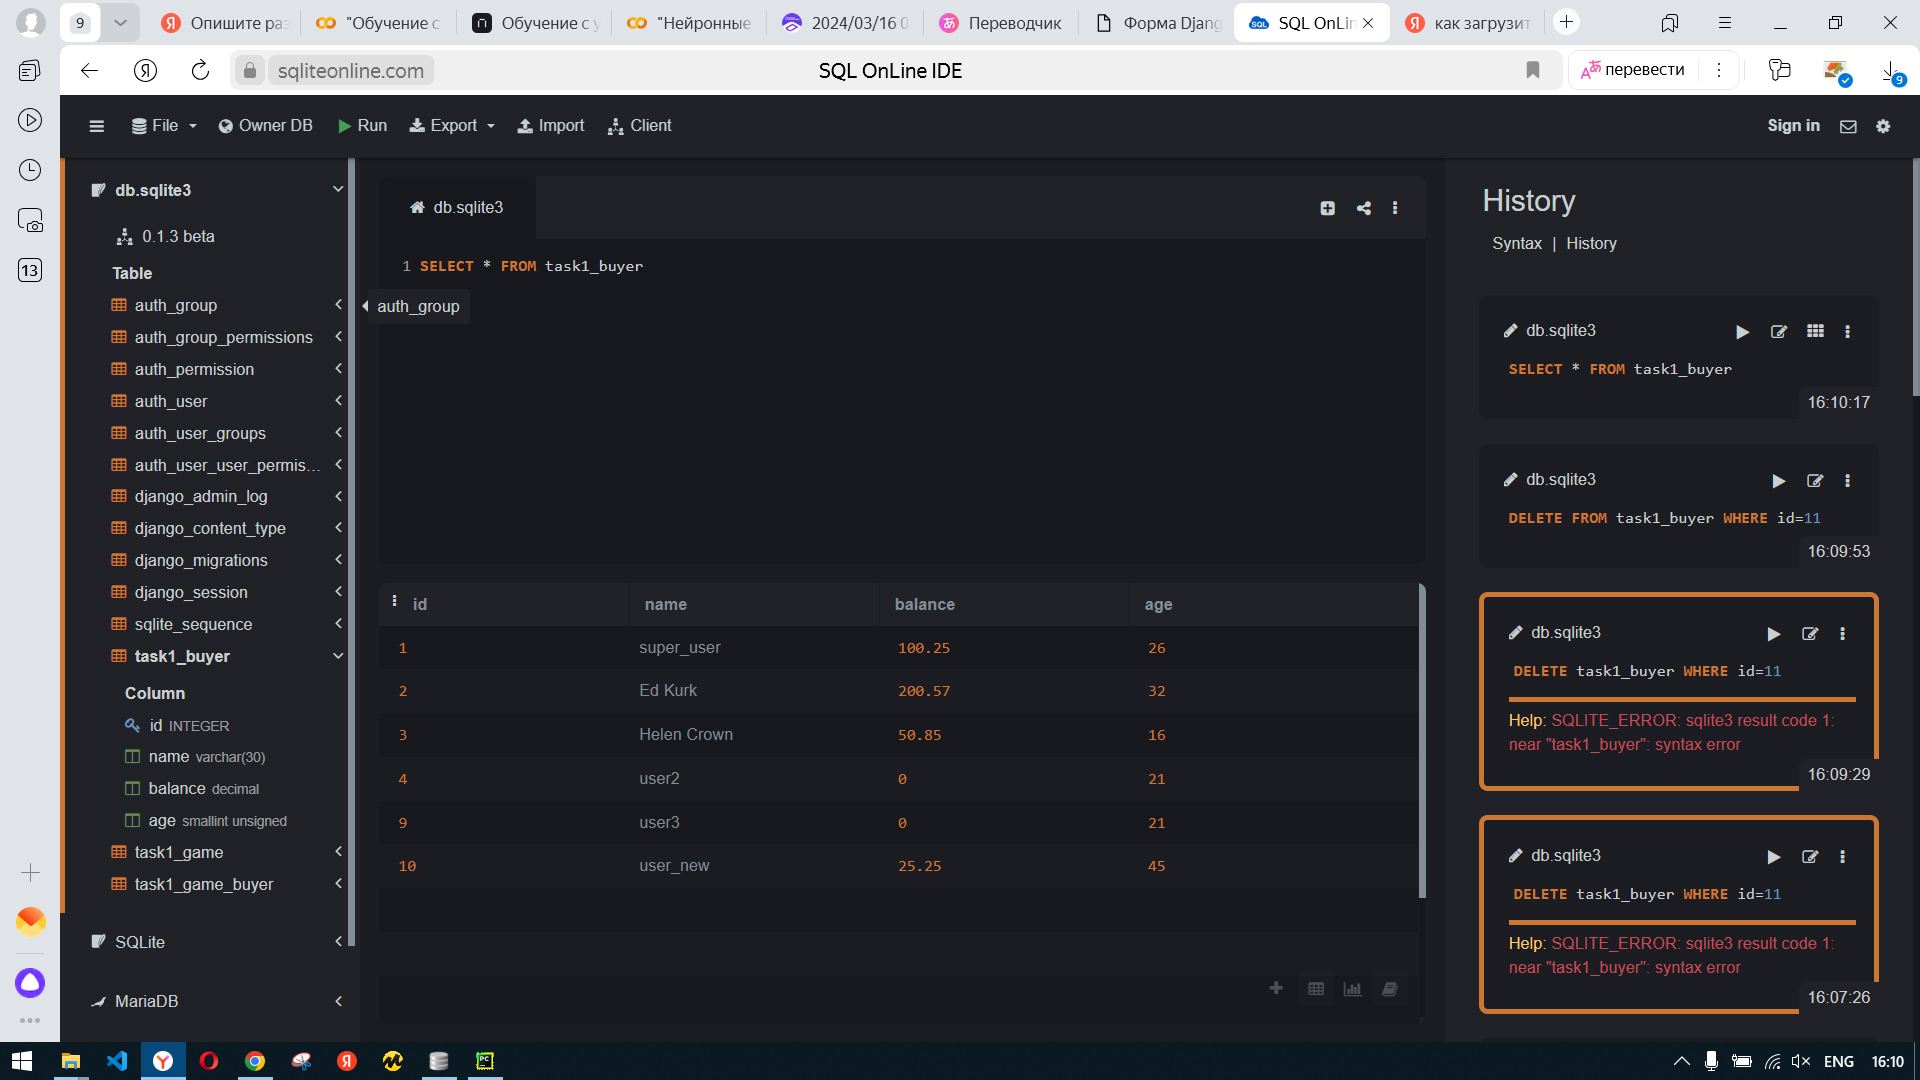 9
Опишите раз
"Обучение с
Обучение с у
"Нейронные
2024/03/16 0
Переводчик
Форма Djang
SQL OnLin
как загрузит
sqliteonline.com
SQL OnLine IDE
перевести
9
File
Owner DB
Run
Export
Import
Client
Sign in
13
db.sqlite3
0.1.3 beta
Table
auth_group
auth_group_permissions
auth_permission
auth_user
auth_user_groups
auth_user_user_permis...
django_admin_log
django_content_type
django_migrations
django_session
sqlite_sequence
task1_buyer
Column
id INTEGER
name varchar(30)
balance decimal
age smallint unsigned
task1_game
task1_game_buyer
SQLite
MariaDB
db.sqlite3
1 SELECT * FROM task1_buyer
auth_group
id name balance age
1 super_user 100.25 26
2 Ed Kurk 200.57 32
3 Helen Crown 50.85 16
4 user2 0 21
9 user3 0 21
10 user_new 25.25 45
History
Syntax | History
db.sqlite3
SELECT * FROM task1_buyer
16:10:17
db.sqlite3
DELETE FROM task1_buyer WHERE id=11
16:09:53
db.sqlite3
DELETE task1_buyer WHERE id=11
Help: SQLITE_ERROR: sqlite3 result code 1:
near "task1_buyer": syntax error
16:09:29
db.sqlite3
DELETE task1_buyer WHERE id=11
Help: SQLITE_ERROR: sqlite3 result code 1:
near "task1_buyer": syntax error
16:07:26
ENG
16:10